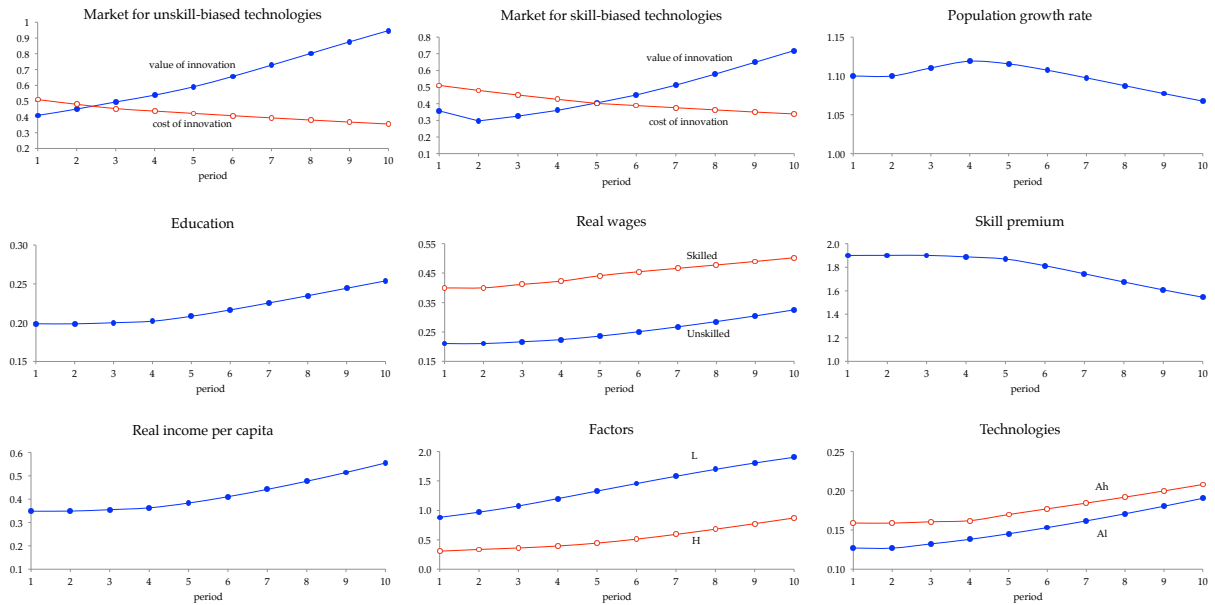 Market for unskill-biased technologies
1
0.9
0.8
0.7
0.6
0.5
0.4
0.3
0.2
value of innovation
cost of innovation
1 2 3 4 5 6 7 8 9 10
period
Market for skill-biased technologies
0.8
0.7
0.6
0.5
0.4
0.3
0.2
0.1
value of innovation
cost of innovation
1 2 3 4 5 6 7 8 9 10
period
Population growth rate
1.15
1.10
1.05
1.00
1 2 3 4 5 6 7 8 9 10
period
Education
0.30
0.25
0.20
0.15
1 2 3 4 5 6 7 8 9 10
period
Real wages
0.55
0.45
0.35
0.25
0.15
Skilled
Unskilled
1 2 3 4 5 6 7 8 9 10
period
Skill premium
2.0
1.8
1.6
1.4
1.2
1.0
1 2 3 4 5 6 7 8 9 10
period
Real income per capita
0.6
0.5
0.4
0.3
0.2
0.1
1 2 3 4 5 6 7 8 9 10
period
Factors
2.0
1.5
1.0
0.5
0.0
L
H
1 2 3 4 5 6 7 8 9 10
period
Technologies
0.25
0.20
0.15
0.10
Ah
Al
1 2 3 4 5 6 7 8 9 10
period